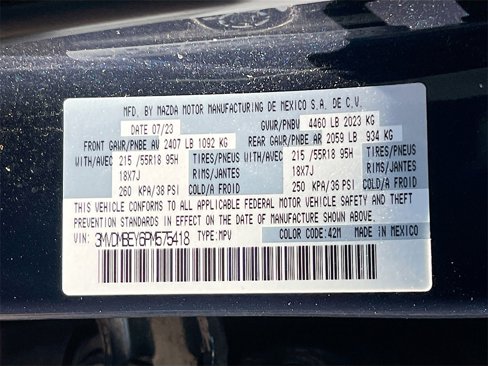 MFD. BY MAZDA MOTOR MANUFACTURING DE MEXICO S.A. DE C.V.
DATE 07/23 GVWR/PNBV 4460 LB 2023 KG
FRONT GAWR/PNBE AV 2407 LB 1092 KG REAR GAWR/PNBE AR 2059 LB 934 KG
WITH/AVEC 215 /55R18 95H TIRES/PNEUS WITH/AVEC 215 /55R18 95H TIRES/PNEUS
18X7J RIMS/JANTES 18X7J RIMS/JANTES
260 KPA/38 PSI COLD/A FROID 250 KPA/36 PSI COLD/A FROID
THIS VEHICLE CONFORMS TO ALL APPLICABLE FEDERAL MOTOR VEHICLE SAFETY AND THEFT
PREVENTION STANDARDS IN EFFECT ON THE DATE OF MANUFACTURE SHOWN ABOVE.
VIN: 3MVDMBEY6PM575418 TYPE: MPV COLOR CODE: 42M MADE IN MEXICO